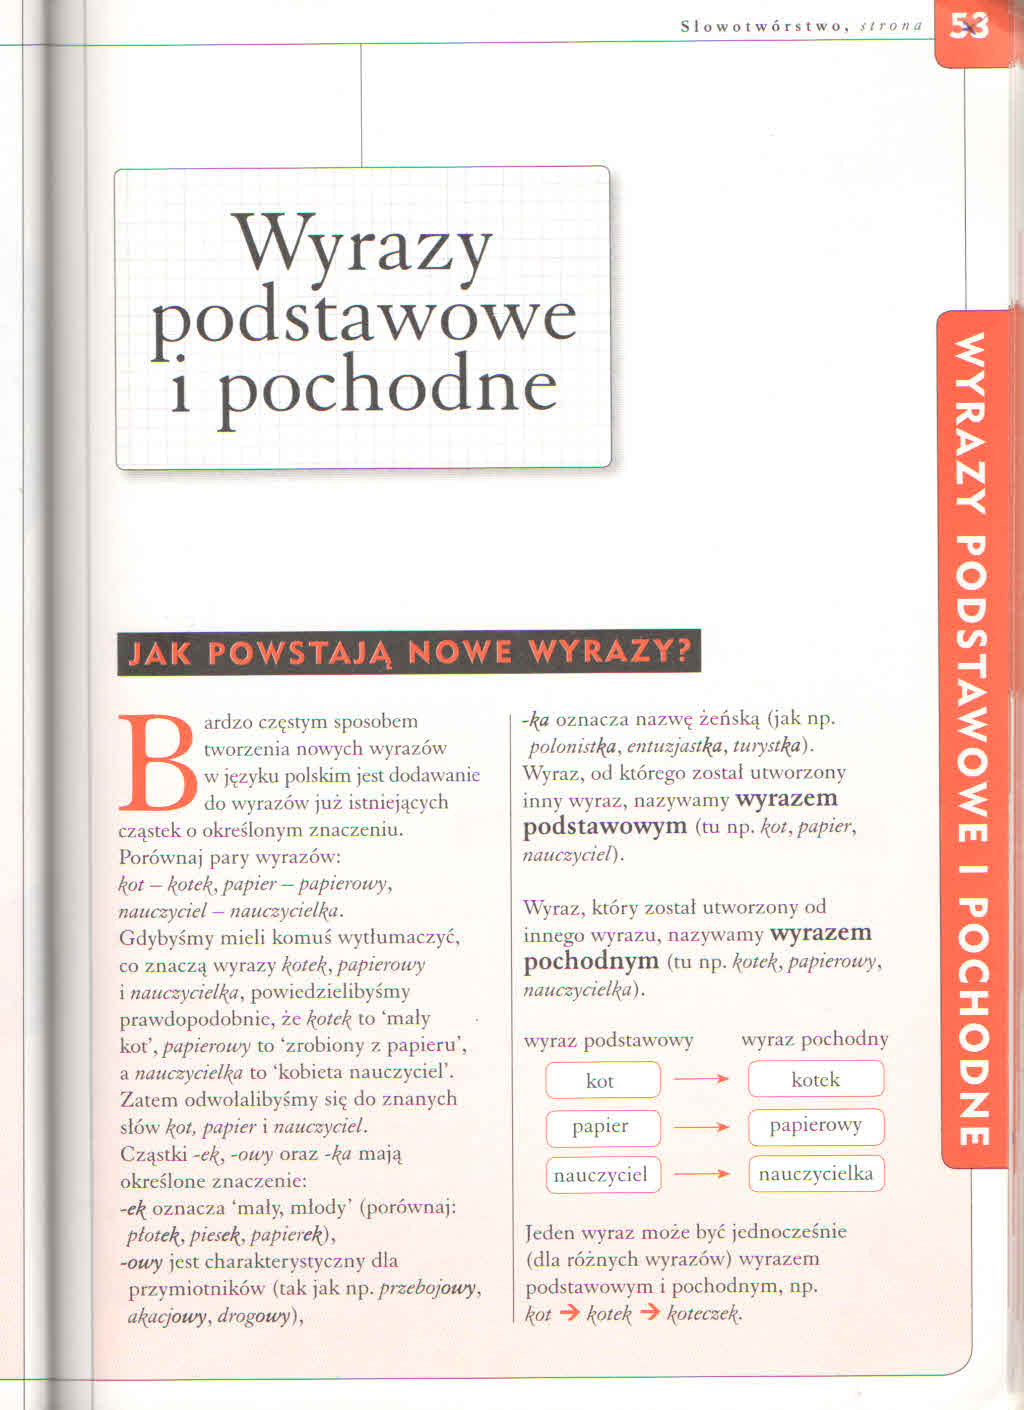 Słowotwórstwo, strona 53
Wyrazy
podstawowe
i pochodne
JAK POWSTAJĄ NOWE WYRAZY?
Bardzo częstym sposobem
tworzenia nowych wyrazów
w języku polskim jest dodawanie
do wyrazów już istniejących
cząstek o określonym znaczeniu.
Porównaj pary wyrazów:
kot – kotek, papier – papierowy,
nauczyciel – nauczycielka.
Gdybyśmy mieli komuś wytłumaczyć,
co znaczą wyrazy kotek, papierowy
i nauczycielka, powiedzielibyśmy
prawdopodobnie, że kotek to ‘mały
kot’, papierowy to ‘zrobiony z papieru’,
a nauczycielka to ‘kobieta nauczyciel’.
Zatem odwołalibyśmy się do znanych
słów kot, papier i nauczyciel.
Cząstki -ek, -owy oraz -ka mają
określone znaczenie:
-ek oznacza ‘mały, młody’ (porównaj:
płotek, piesek, papierek),
-owy jest charakterystyczny dla
przymiotników (tak jak np. przebojowy,
akacjowy, drogowy),
-ka oznacza nazwę żeńską (jak np.
polonistka, entuzjastka, turystka).
Wyraz, od którego został utworzony
inny wyraz, nazywamy wyrazem
podstawowym (tu np. kot, papier,
nauczyciel).
Wyraz, który został utworzony od
innego wyrazu, nazywamy wyrazem
pochodnym (tu np. kotek, papierowy,
nauczycielka).
wyraz podstawowy wyraz pochodny
kot → kotek
papier → papierowy
nauczyciel → nauczycielka
Jeden wyraz może być jednocześnie
(dla różnych wyrazów) wyrazem
podstawowym i pochodnym, np.
kot → kotek → koteczek.
WYRAZY PODSTAWOWE I POCHODNE